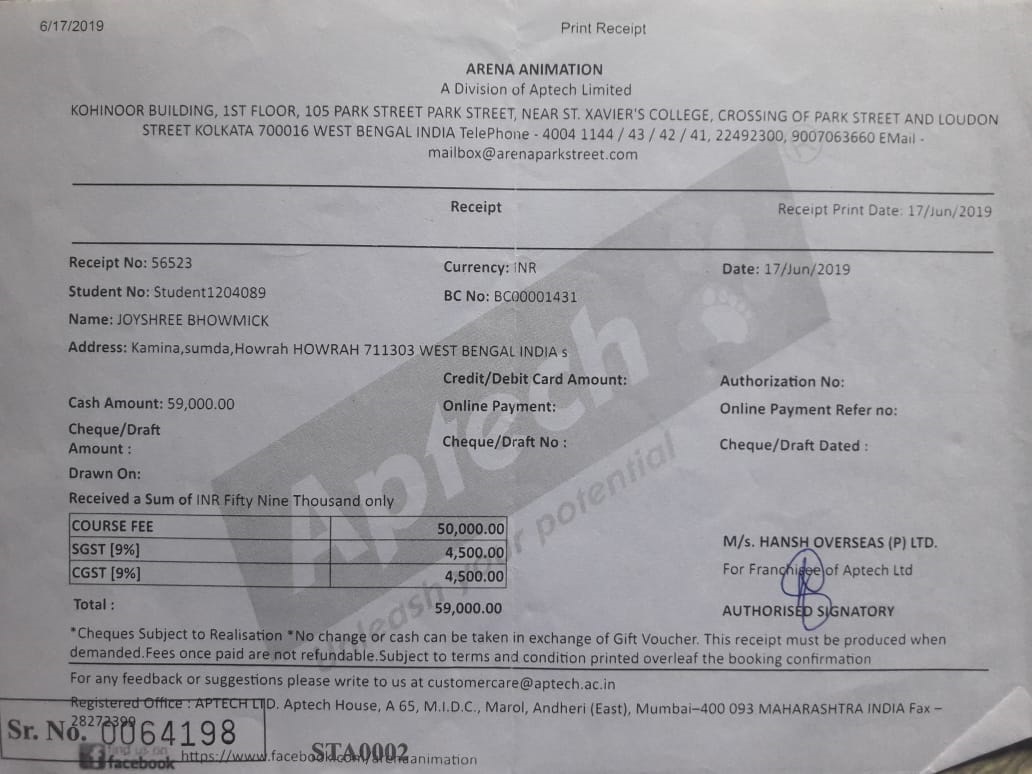 6/17/2019 Print Receipt
ARENA ANIMATION
A Division of Aptech Limited
KOHINOOR BUILDING, 1ST FLOOR, 105 PARK STREET PARK STREET, NEAR ST. XAVIER'S COLLEGE, CROSSING OF PARK STREET AND LOUDON
STREET KOLKATA 700016 WEST BENGAL INDIA TelePhone - 4004 1144 / 43 / 42 / 41, 22492300, 9007063660 EMail -
mailbox@arenaparkstreet.com
Receipt Receipt Print Date: 17/Jun/2019
Receipt No: 56523 Currency: INR Date: 17/Jun/2019
Student No: Student1204089 BC No: BC00001431
Name: JOYSHREE BHOWMICK
Address: Kamina,sumda,Howrah HOWRAH 711303 WEST BENGAL INDIA s
Credit/Debit Card Amount: Authorization No:
Cash Amount: 59,000.00 Online Payment: Online Payment Refer no:
Cheque/Draft
Amount : Cheque/Draft No : Cheque/Draft Dated :
Drawn On:
Received a Sum of INR Fifty Nine Thousand only
COURSE FEE 50,000.00
SGST [9%] 4,500.00
CGST [9%] 4,500.00
Total : 59,000.00
M/s. HANSH OVERSEAS (P) LTD.
For Franchisee of Aptech Ltd
AUTHORISED SIGNATORY
*Cheques Subject to Realisation *No change or cash can be taken in exchange of Gift Voucher. This receipt must be produced when
demanded.Fees once paid are not refundable.Subject to terms and condition printed overleaf the booking confirmation
For any feedback or suggestions please write to us at customercare@aptech.ac.in
Registered Office : APTECH LTD. Aptech House, A 65, M.I.D.C., Marol, Andheri (East), Mumbai–400 093 MAHARASHTRA INDIA Fax –
28272399
Sr. No. 0064198
find us on
facebook https://www.facebook.com/arenaanimation
STA0002
Aptech ®
Unleash your potential